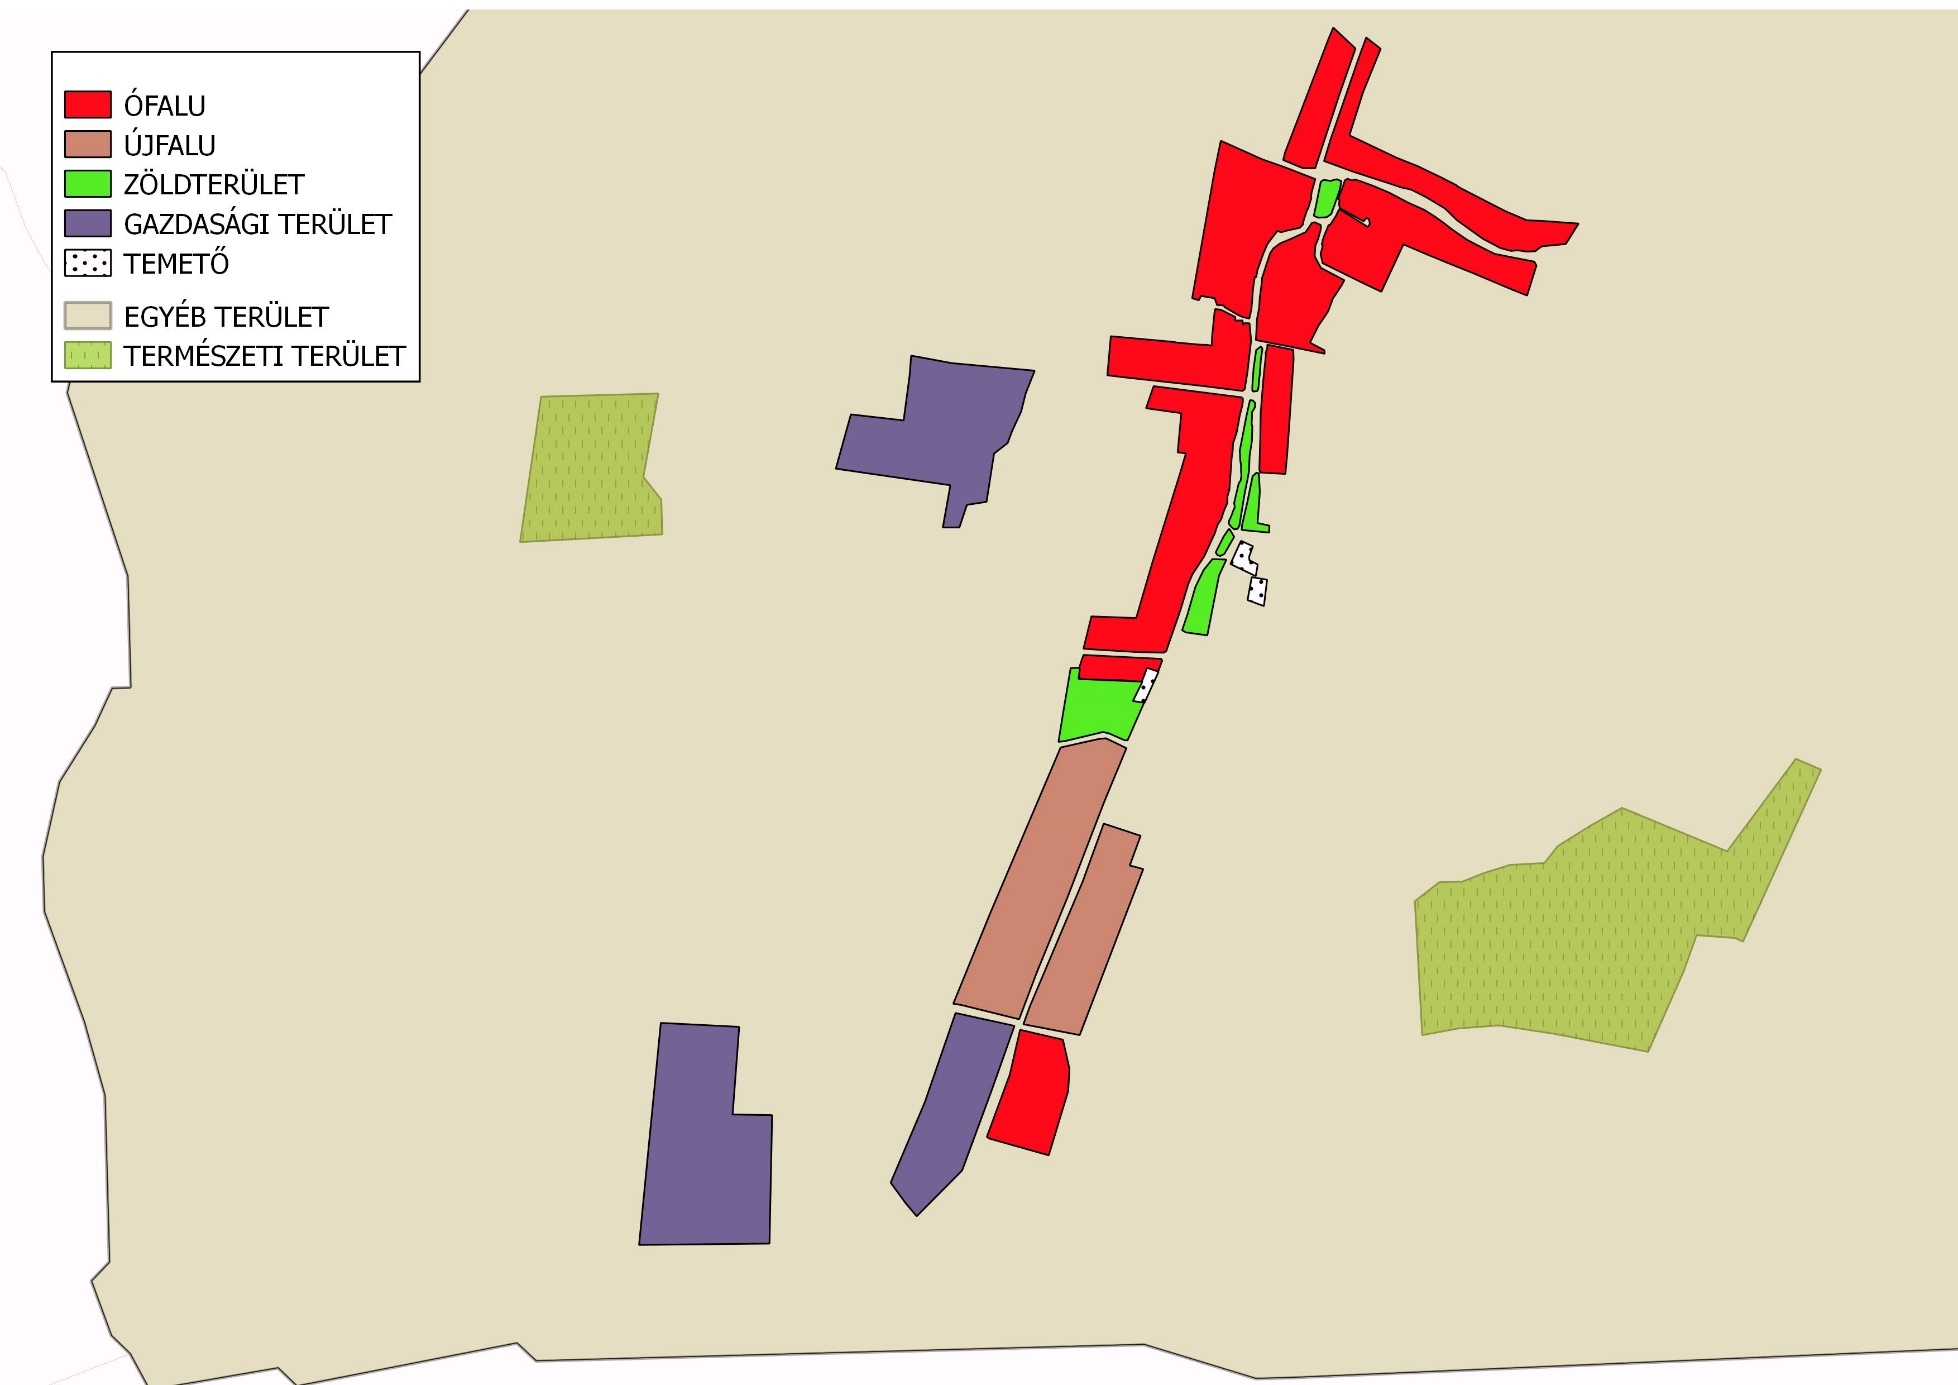 ÓFALU
ÚJFALU
ZÖLDTERÜLET
GAZDASÁGI TERÜLET
TEMETŐ
EGYÉB TERÜLET
TERMÉSZETI TERÜLET